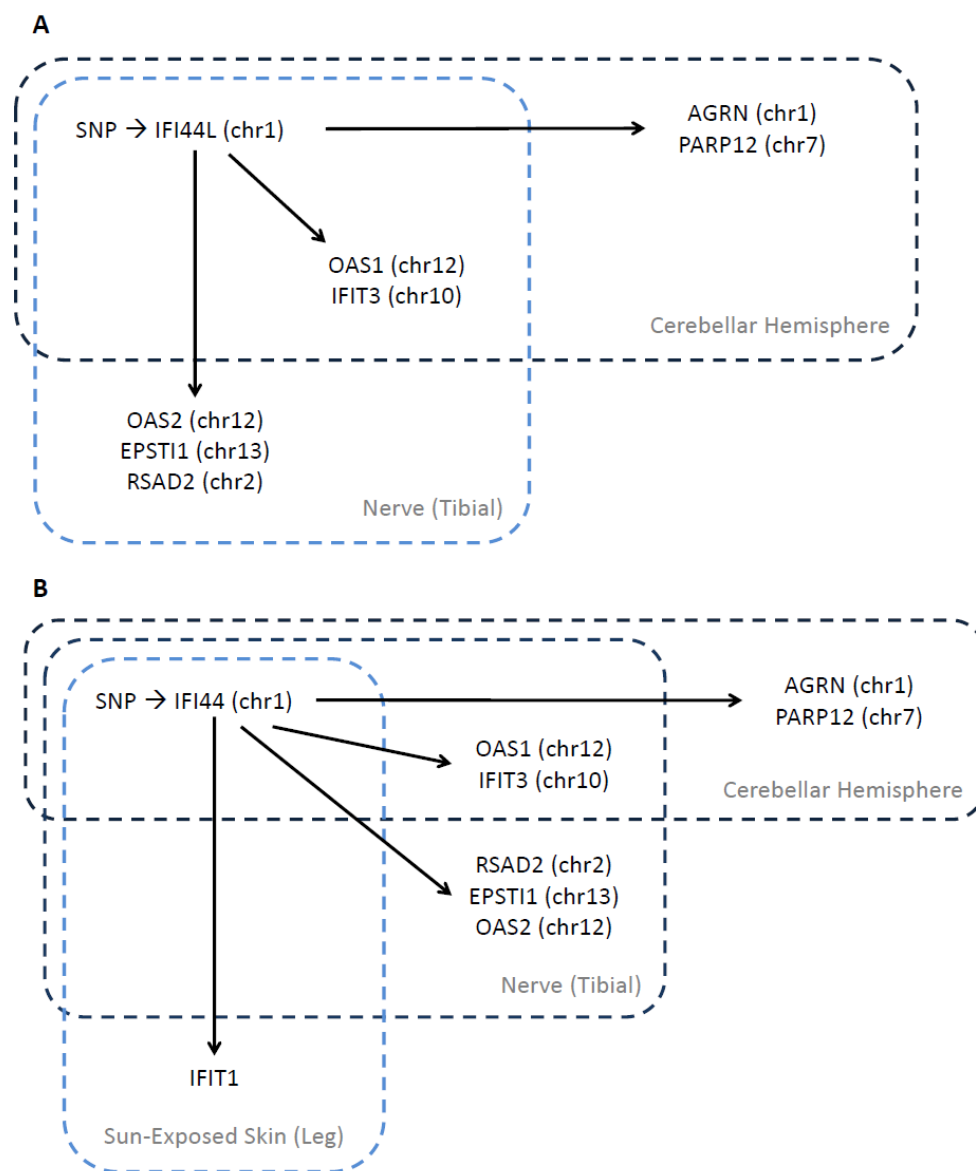 A
SNP → IFI44L (chr1)
AGRN (chr1)
PARP12 (chr7)
OAS1 (chr12)
IFIT3 (chr10)
Cerebellar Hemisphere
OAS2 (chr12)
EPSTI1 (chr13)
RSAD2 (chr2)
Nerve (Tibial)
B
SNP → IFI44 (chr1)
AGRN (chr1)
PARP12 (chr7)
OAS1 (chr12)
IFIT3 (chr10)
Cerebellar Hemisphere
RSAD2 (chr2)
EPSTI1 (chr13)
OAS2 (chr12)
Nerve (Tibial)
IFIT1
Sun-Exposed Skin (Leg)